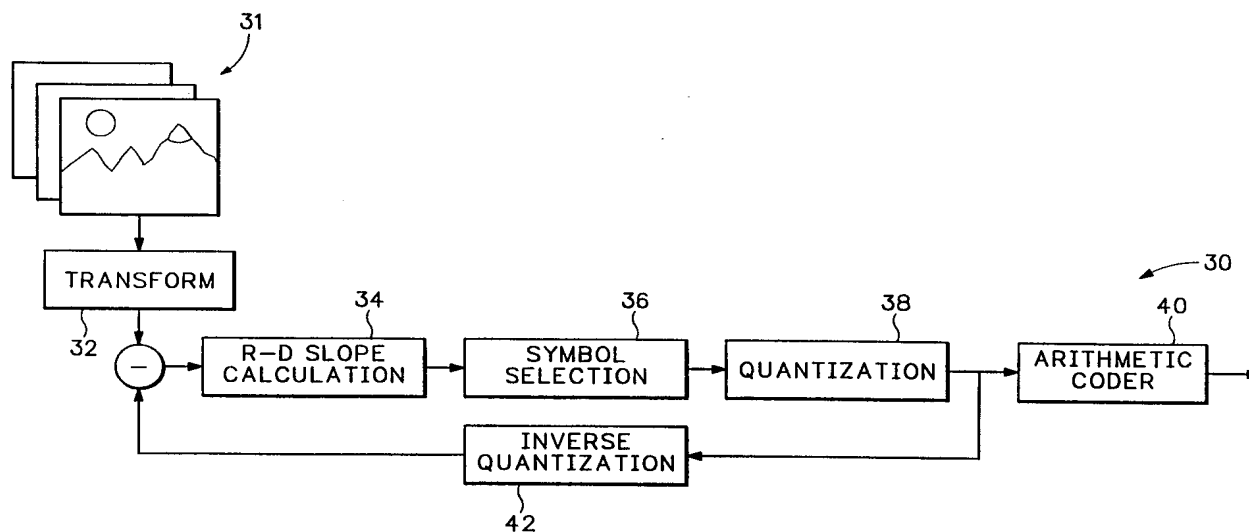 31
TRANSFORM
32
−
34
R–D SLOPE
CALCULATION
36
SYMBOL
SELECTION
38
QUANTIZATION
30
40
ARITHMETIC
CODER
INVERSE
QUANTIZATION
42